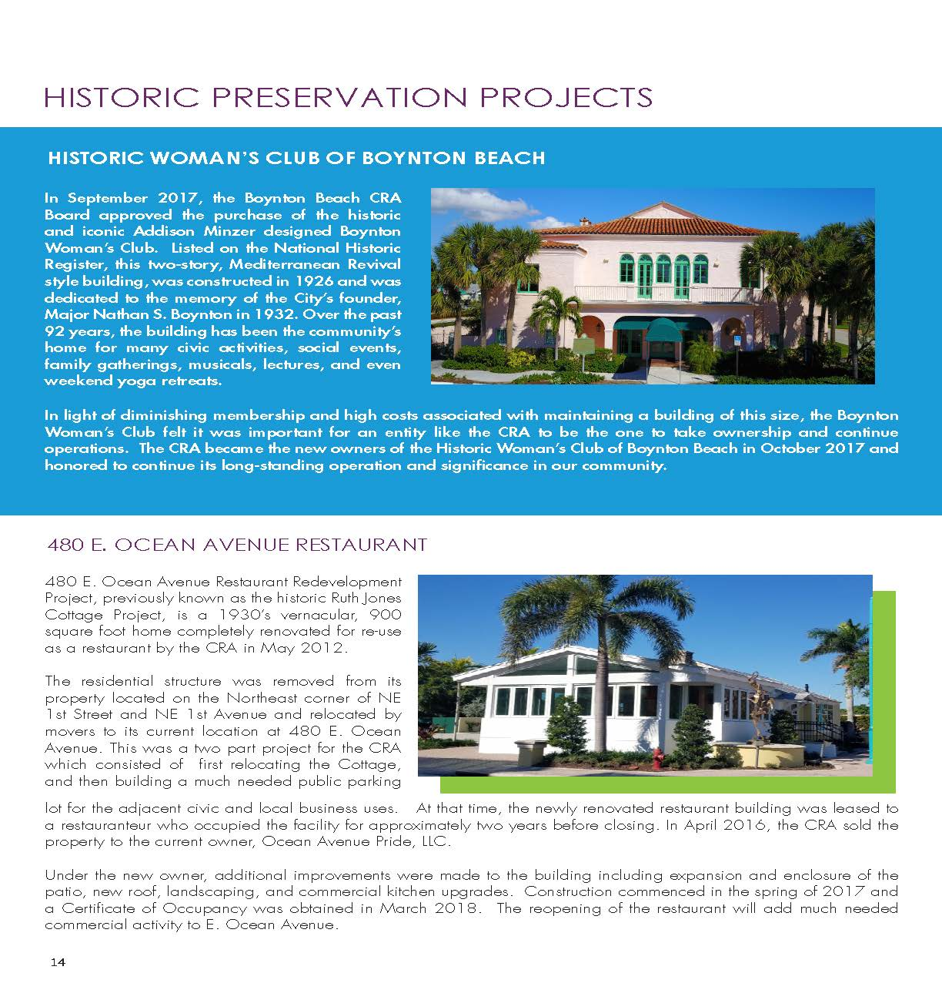 HISTORIC PRESERVATION PROJECTS
HISTORIC WOMAN'S CLUB OF BOYNTON BEACH
In September 2017, the Boynton Beach CRA
Board approved the purchase of the historic
and iconic Addison Minzer designed Boynton
Woman's Club. Listed on the National Historic
Register, this two-story, Mediterranean Revival
style building, was constructed in 1926 and was
dedicated to the memory of the City's founder,
Major Nathan S. Boynton in 1932. Over the past
92 years, the building has been the community's
home for many civic activities, social events,
family gatherings, musicals, lectures, and even
weekend yoga retreats.
In light of diminishing membership and high costs associated with maintaining a building of this size, the Boynton
Woman's Club felt it was important for an entity like the CRA to be the one to take ownership and continue
operations. The CRA became the new owners of the Historic Woman's Club of Boynton Beach in October 2017 and
honored to continue its long-standing operation and significance in our community.
480 E. OCEAN AVENUE RESTAURANT
480 E. Ocean Avenue Restaurant Redevelopment
Project, previously known as the historic Ruth Jones
Cottage Project, is a 1930's vernacular, 900
square foot home completely renovated for re-use
as a restaurant by the CRA in May 2012.
The residential structure was removed from its
property located on the Northeast corner of NE
1st Street and NE 1st Avenue and relocated by
movers to its current location at 480 E. Ocean
Avenue. This was a two part project for the CRA
which consisted of first relocating the Cottage,
and then building a much needed public parking
lot for the adjacent civic and local business uses. At that time, the newly renovated restaurant building was leased to
a restauranteur who occupied the facility for approximately two years before closing. In April 2016, the CRA sold the
property to the current owner, Ocean Avenue Pride, LLC.
Under the new owner, additional improvements were made to the building including expansion and enclosure of the
patio, new roof, landscaping, and commercial kitchen upgrades. Construction commenced in the spring of 2017 and
a Certificate of Occupancy was obtained in March 2018. The reopening of the restaurant will add much needed
commercial activity to E. Ocean Avenue.
14